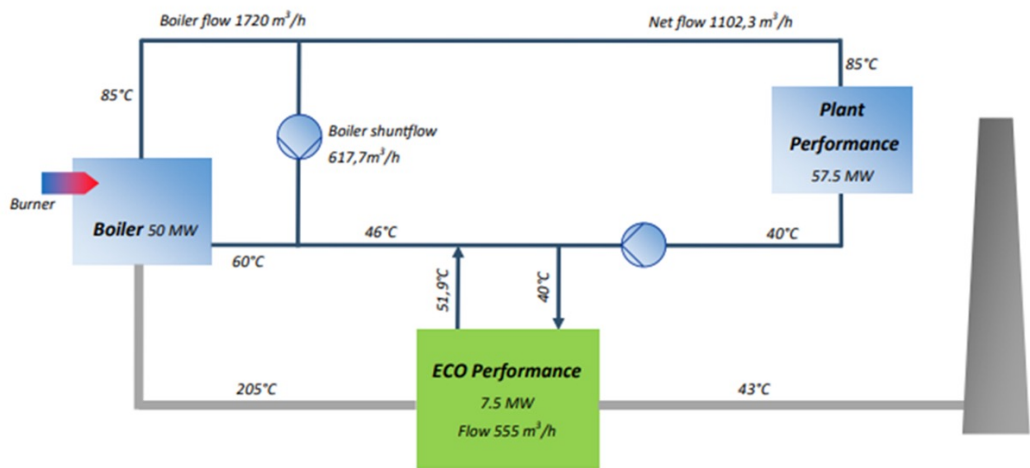 Boiler flow 1720 m³/h
Net flow 1102,3 m³/h
85°C
85°C
Boiler shuntflow
617,7m³/h
Plant
Performance
57.5 MW
Burner
Boiler 50 MW
46°C
40°C
60°C
51,9°C
40°C
ECO Performance
7.5 MW
Flow 555 m³/h
205°C
43°C